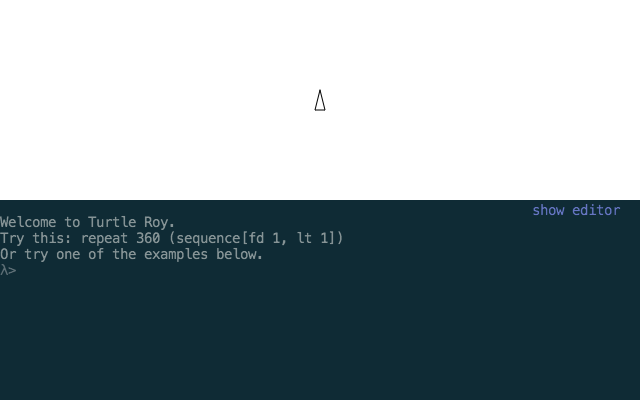 show editor
Welcome to Turtle Roy.
Try this: repeat 360 (sequence[fd 1, lt 1])
Or try one of the examples below.
λ>